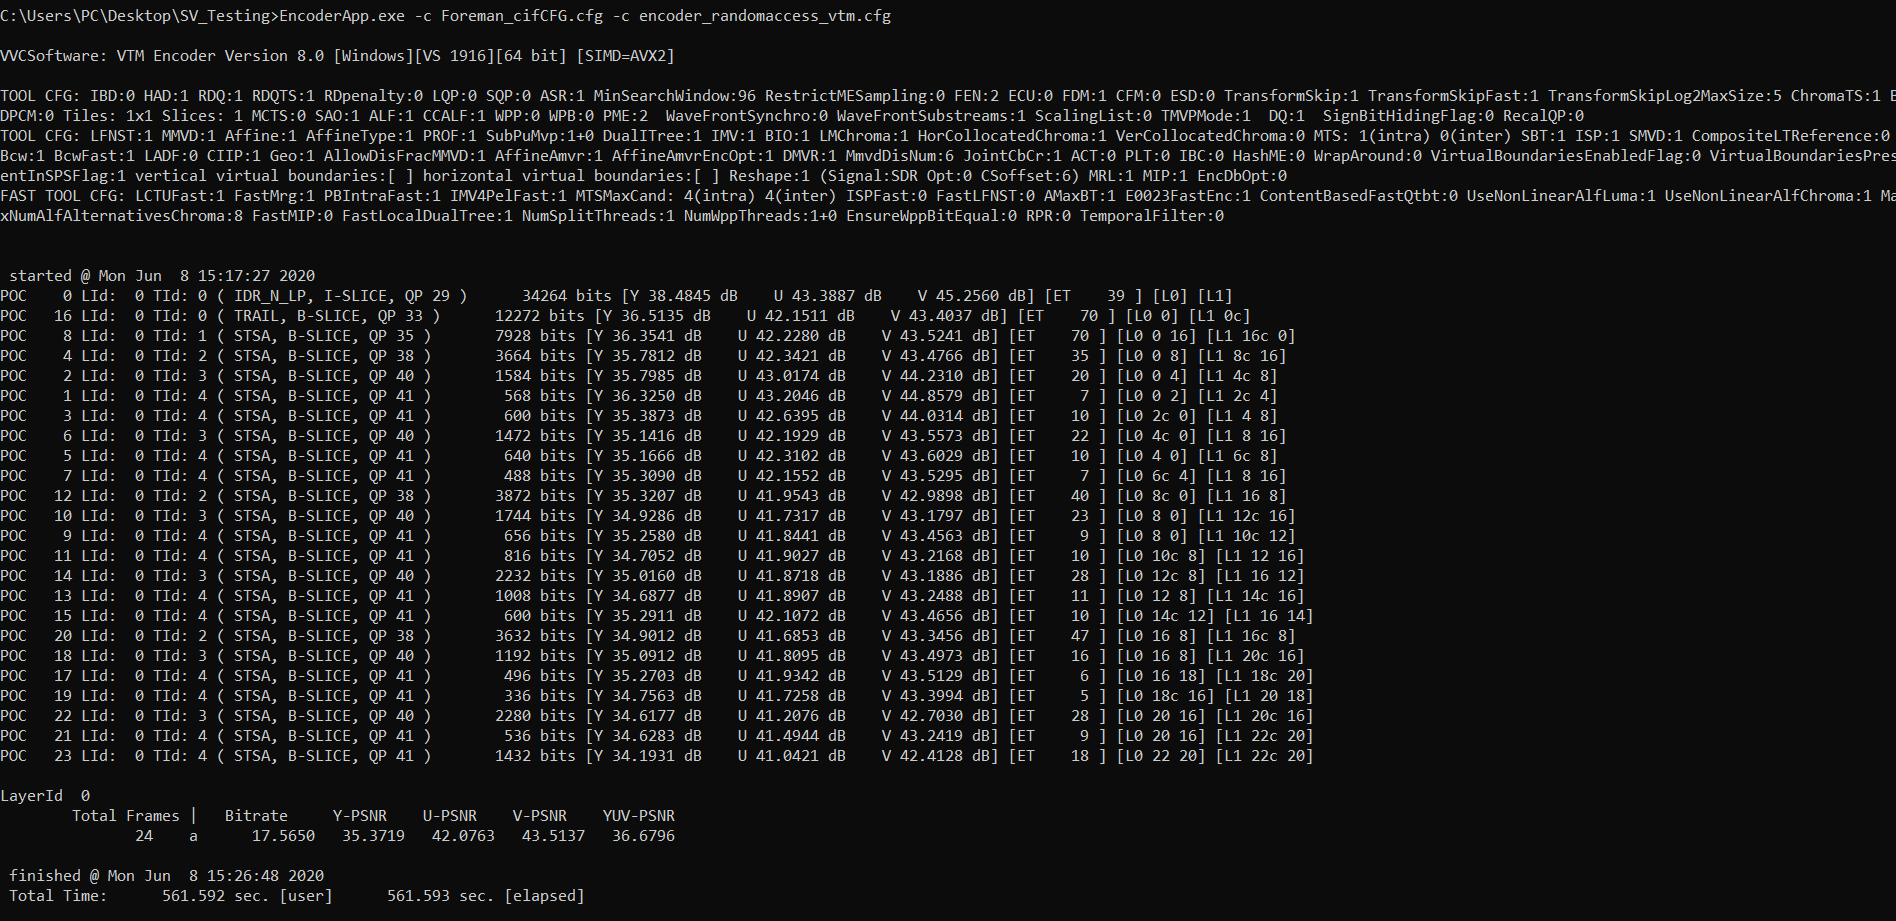 C:\Users\PC\Desktop\SV_Testing>EncoderApp.exe -c Foreman_cifCFG.cfg -c encoder_randomaccess_vtm.cfg
VVCSoftware: VTM Encoder Version 8.0 [Windows][VS 1916][64 bit] [SIMD=AVX2]
TOOL CFG: IBD:0 HAD:1 RDQ:1 RDQTS:1 RDpenalty:0 LQP:0 SQP:0 ASR:1 MinSearchWindow:96 RestrictMESampling:0 FEN:2 ECU:0 FDM:1 CFM:0 ESD:0 TransformSkip:1 TransformSkipFast:1 TransformSkipLog2MaxSize:5 ChromaTS:1 B
DPCM:0 Tiles: 1x1 Slices: 1 MCTS:0 SAO:1 ALF:1 CCALF:1 WPP:0 WPB:0 PME:2  WaveFrontSynchro:0 WaveFrontSubstreams:1 ScalingList:0 TMVPMode:1  DQ:1  SignBitHidingFlag:0 RecalQP:0
TOOL CFG: LFNST:1 MMVD:1 Affine:1 AffineType:1 PROF:1 SubPuMvp:1+0 DualITree:1 IMV:1 BIO:1 LMChroma:1 HorCollocatedChroma:1 VerCollocatedChroma:0 MTS: 1(intra) 0(inter) SBT:1 ISP:1 SMVD:1 CompositeLTReference:0
Bcw:1 BcwFast:1 LADF:0 CIIP:1 Geo:1 AllowDisFracMMVD:1 AffineAmvr:1 AffineAmvrEncOpt:1 DMVR:1 MmvdDisNum:6 JointCbCr:1 ACT:0 PLT:0 IBC:0 HashME:0 WrapAround:0 VirtualBoundariesEnabledFlag:0 VirtualBoundariesPres
entInSPSFlag:1 vertical virtual boundaries:[ ] horizontal virtual boundaries:[ ] Reshape:1 (Signal:SDR Opt:0 CSoffset:6) MRL:1 MIP:1 EncDbOpt:0
FAST TOOL CFG: LCTUFast:1 FastMrg:1 PBIntraFast:1 IMV4PelFast:1 MTSMaxCand: 4(intra) 4(inter) ISPFast:0 FastLFNST:0 AMaxBT:1 E0023FastEnc:1 ContentBasedFastQtbt:0 UseNonLinearAlfLuma:1 UseNonLinearAlfChroma:1 Ma
xNumAlfAlternativesChroma:8 FastMIP:0 FastLocalDualTree:1 NumSplitThreads:1 NumWppThreads:1+0 EnsureWppBitEqual:0 RPR:0 TemporalFilter:0
started @ Mon Jun  8 15:17:27 2020
POC    0 LId:  0 TId: 0 ( IDR_N_LP, I-SLICE, QP 29 )      34264 bits [Y 38.4845 dB    U 43.3887 dB    V 45.2560 dB] [ET    39 ] [L0] [L1]
POC   16 LId:  0 TId: 0 ( TRAIL, B-SLICE, QP 33 )      12272 bits [Y 36.5135 dB    U 42.1511 dB    V 43.4037 dB] [ET    70 ] [L0 0] [L1 0c]
POC    8 LId:  0 TId: 1 ( STSA, B-SLICE, QP 35 )       7928 bits [Y 36.3541 dB    U 42.2280 dB    V 43.5241 dB] [ET    70 ] [L0 0 16] [L1 16c 0]
POC    4 LId:  0 TId: 2 ( STSA, B-SLICE, QP 38 )       3664 bits [Y 35.7812 dB    U 42.3421 dB    V 43.4766 dB] [ET    35 ] [L0 0 8] [L1 8c 16]
POC    2 LId:  0 TId: 3 ( STSA, B-SLICE, QP 40 )       1584 bits [Y 35.7985 dB    U 43.0174 dB    V 44.2310 dB] [ET    20 ] [L0 0 4] [L1 4c 8]
POC    1 LId:  0 TId: 4 ( STSA, B-SLICE, QP 41 )        568 bits [Y 36.3250 dB    U 43.2046 dB    V 44.8579 dB] [ET     7 ] [L0 0 2] [L1 2c 4]
POC    3 LId:  0 TId: 4 ( STSA, B-SLICE, QP 41 )        600 bits [Y 35.3873 dB    U 42.6395 dB    V 44.0314 dB] [ET    10 ] [L0 2c 0] [L1 4 8]
POC    6 LId:  0 TId: 3 ( STSA, B-SLICE, QP 40 )       1472 bits [Y 35.1416 dB    U 42.1929 dB    V 43.5573 dB] [ET    22 ] [L0 4c 0] [L1 8 16]
POC    5 LId:  0 TId: 4 ( STSA, B-SLICE, QP 41 )        640 bits [Y 35.1666 dB    U 42.3102 dB    V 43.6029 dB] [ET    10 ] [L0 4 0] [L1 6c 8]
POC    7 LId:  0 TId: 4 ( STSA, B-SLICE, QP 41 )        488 bits [Y 35.3090 dB    U 42.1552 dB    V 43.5295 dB] [ET     7 ] [L0 6c 4] [L1 8 16]
POC   12 LId:  0 TId: 2 ( STSA, B-SLICE, QP 38 )       3872 bits [Y 35.3207 dB    U 41.9543 dB    V 42.9898 dB] [ET    40 ] [L0 8c 0] [L1 16 8]
POC   10 LId:  0 TId: 3 ( STSA, B-SLICE, QP 40 )       1744 bits [Y 34.9286 dB    U 41.7317 dB    V 43.1797 dB] [ET    23 ] [L0 8 0] [L1 12c 16]
POC    9 LId:  0 TId: 4 ( STSA, B-SLICE, QP 41 )        656 bits [Y 35.2580 dB    U 41.8441 dB    V 43.4563 dB] [ET     9 ] [L0 8 0] [L1 10c 12]
POC   11 LId:  0 TId: 4 ( STSA, B-SLICE, QP 41 )        816 bits [Y 34.7052 dB    U 41.9027 dB    V 43.2168 dB] [ET    10 ] [L0 10c 8] [L1 12 16]
POC   14 LId:  0 TId: 3 ( STSA, B-SLICE, QP 40 )       2232 bits [Y 35.0160 dB    U 41.8718 dB    V 43.1886 dB] [ET    28 ] [L0 12c 8] [L1 16 12]
POC   13 LId:  0 TId: 4 ( STSA, B-SLICE, QP 41 )       1008 bits [Y 34.6877 dB    U 41.8907 dB    V 43.2488 dB] [ET    11 ] [L0 12 8] [L1 14c 16]
POC   15 LId:  0 TId: 4 ( STSA, B-SLICE, QP 41 )        600 bits [Y 35.2911 dB    U 42.1072 dB    V 43.4656 dB] [ET    10 ] [L0 14c 12] [L1 16 14]
POC   20 LId:  0 TId: 2 ( STSA, B-SLICE, QP 38 )       3632 bits [Y 34.9012 dB    U 41.6853 dB    V 43.3456 dB] [ET    47 ] [L0 16 8] [L1 16c 8]
POC   18 LId:  0 TId: 3 ( STSA, B-SLICE, QP 40 )       1192 bits [Y 35.0912 dB    U 41.8095 dB    V 43.4973 dB] [ET    16 ] [L0 16 8] [L1 20c 16]
POC   17 LId:  0 TId: 4 ( STSA, B-SLICE, QP 41 )        496 bits [Y 35.2703 dB    U 41.9342 dB    V 43.5129 dB] [ET     6 ] [L0 16 18] [L1 18c 20]
POC   19 LId:  0 TId: 4 ( STSA, B-SLICE, QP 41 )        336 bits [Y 34.7563 dB    U 41.7258 dB    V 43.3994 dB] [ET     5 ] [L0 18c 16] [L1 20 18]
POC   22 LId:  0 TId: 3 ( STSA, B-SLICE, QP 40 )       2280 bits [Y 34.6177 dB    U 41.2076 dB    V 42.7030 dB] [ET    28 ] [L0 20 16] [L1 20c 16]
POC   21 LId:  0 TId: 4 ( STSA, B-SLICE, QP 41 )        536 bits [Y 34.6283 dB    U 41.4944 dB    V 43.2419 dB] [ET     9 ] [L0 20 16] [L1 22c 20]
POC   23 LId:  0 TId: 4 ( STSA, B-SLICE, QP 41 )       1432 bits [Y 34.1931 dB    U 41.0421 dB    V 42.4128 dB] [ET    18 ] [L0 22 20] [L1 22c 20]
LayerId  0
Total Frames |   Bitrate     Y-PSNR    U-PSNR    V-PSNR    YUV-PSNR
24    a      17.5650   35.3719   42.0763   43.5137   36.6796
finished @ Mon Jun  8 15:26:48 2020
Total Time:      561.592 sec. [user]      561.593 sec. [elapsed]